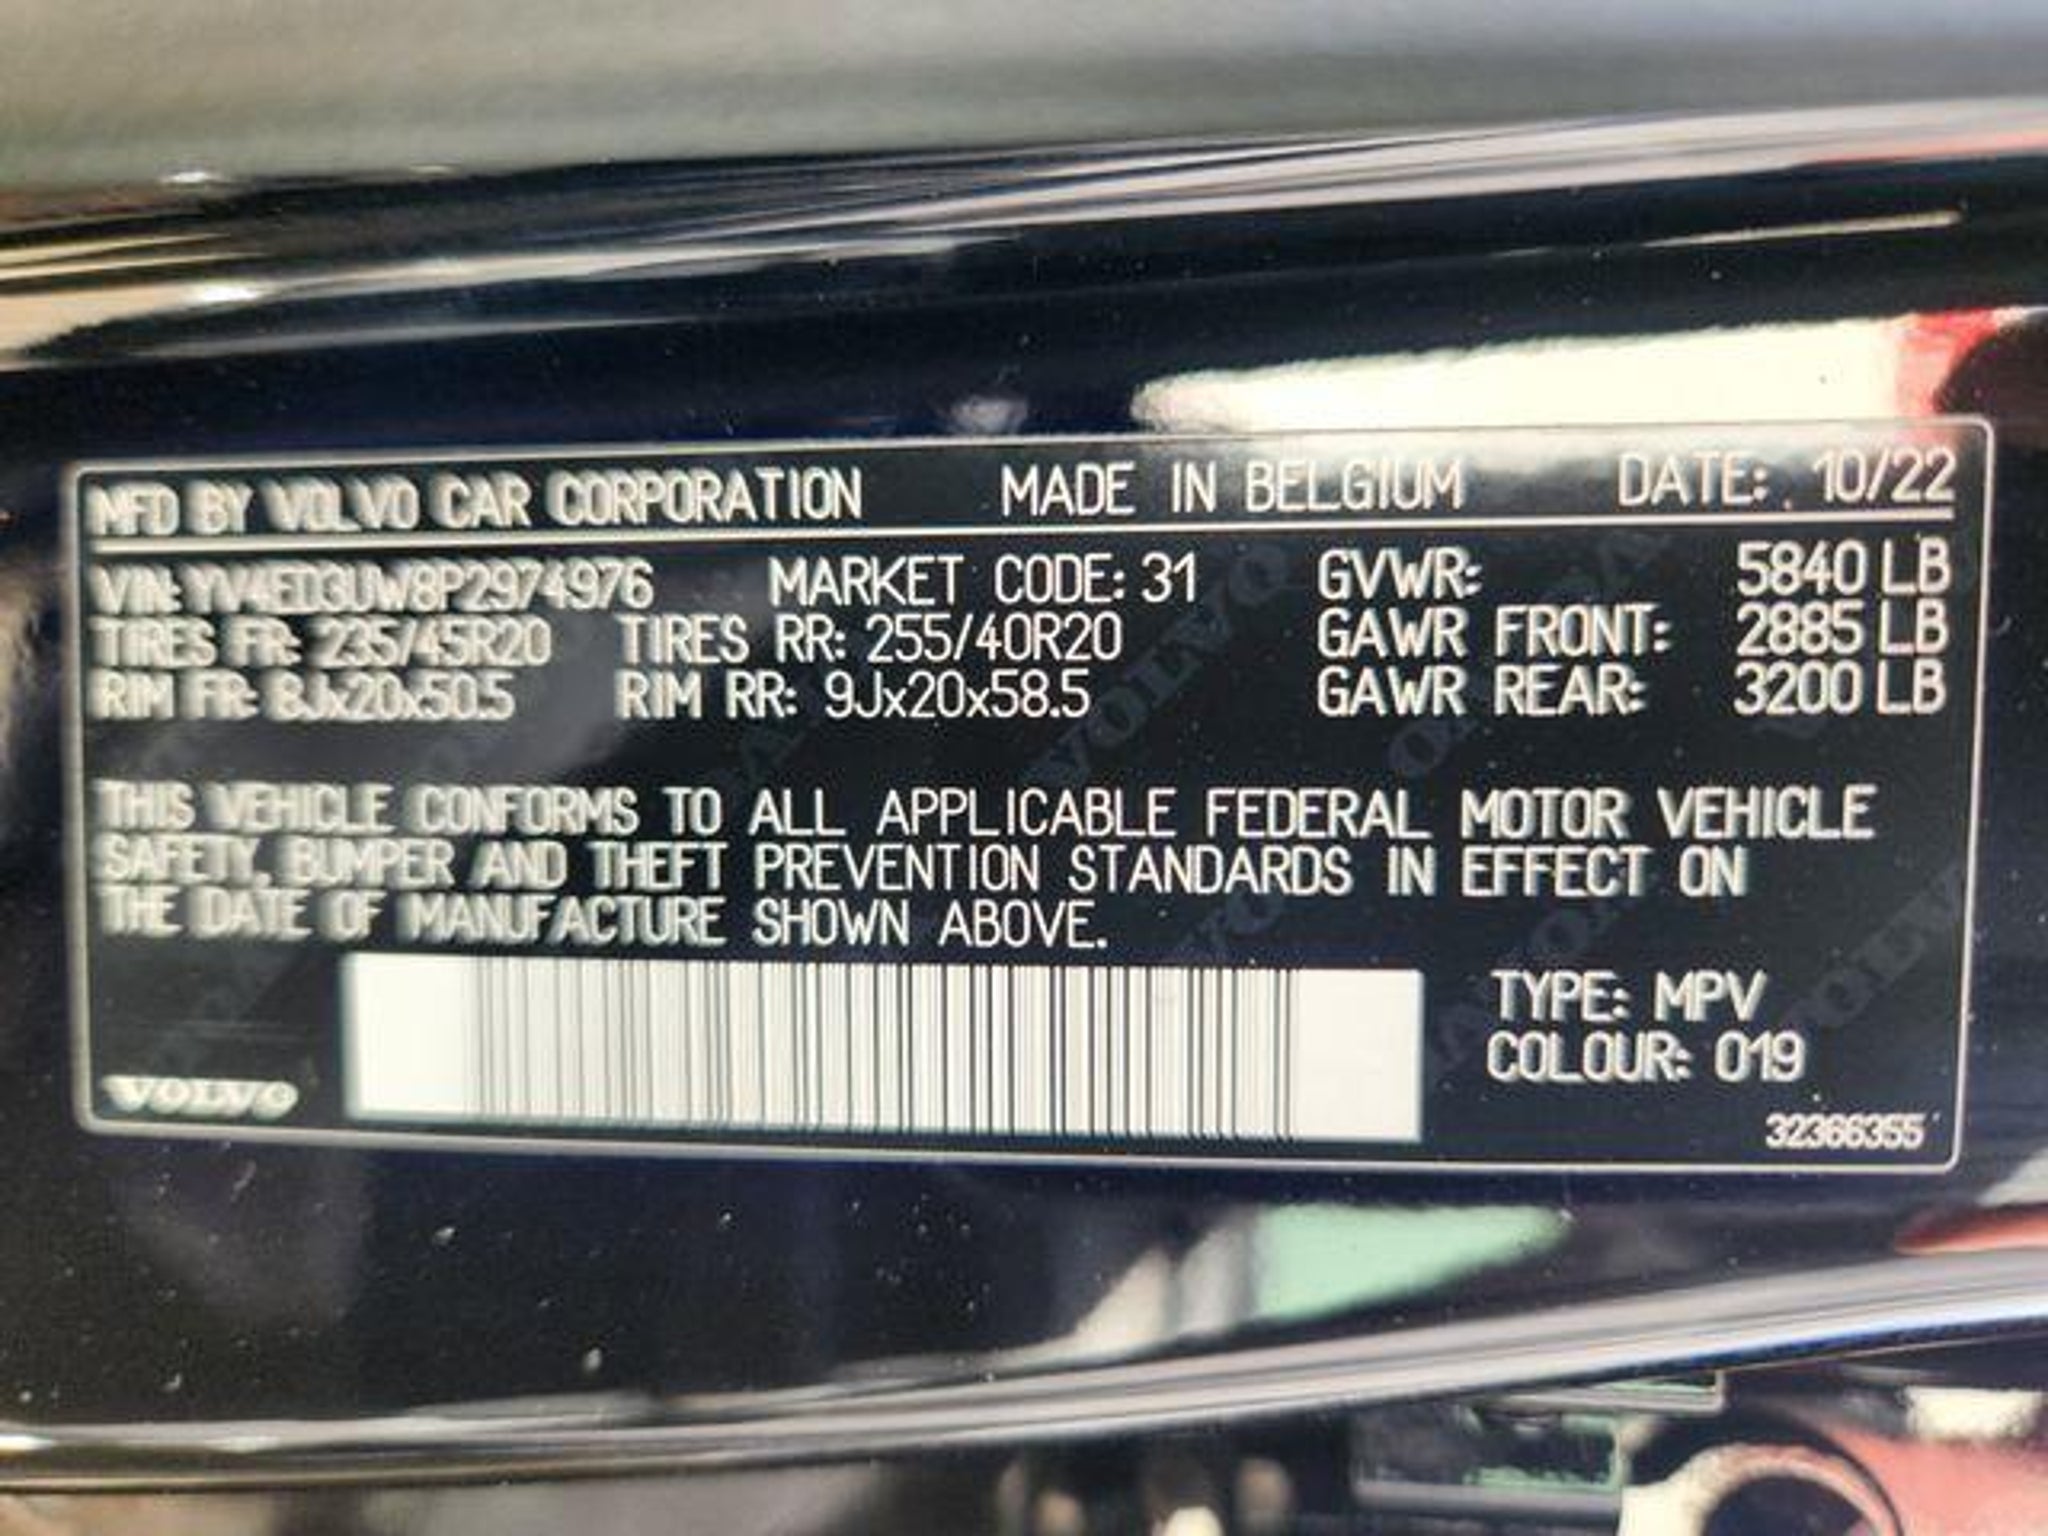 MFD BY VOLVO CAR CORPORATION MADE IN BELGIUM DATE: 10/22
VIN: YV4ED3UW8P2974976 MARKET CODE: 31 GVWR: 5840 LB
TIRES FR: 235/45R20 TIRES RR: 255/40R20 GAWR FRONT: 2885 LB
RIM FR: 8Jx20x50.5 RIM RR: 9Jx20x58.5 GAWR REAR: 3200 LB
THIS VEHICLE CONFORMS TO ALL APPLICABLE FEDERAL MOTOR VEHICLE
SAFETY, BUMPER AND THEFT PREVENTION STANDARDS IN EFFECT ON
THE DATE OF MANUFACTURE SHOWN ABOVE.
TYPE: MPV
COLOUR: 019
VOLVO
32366355